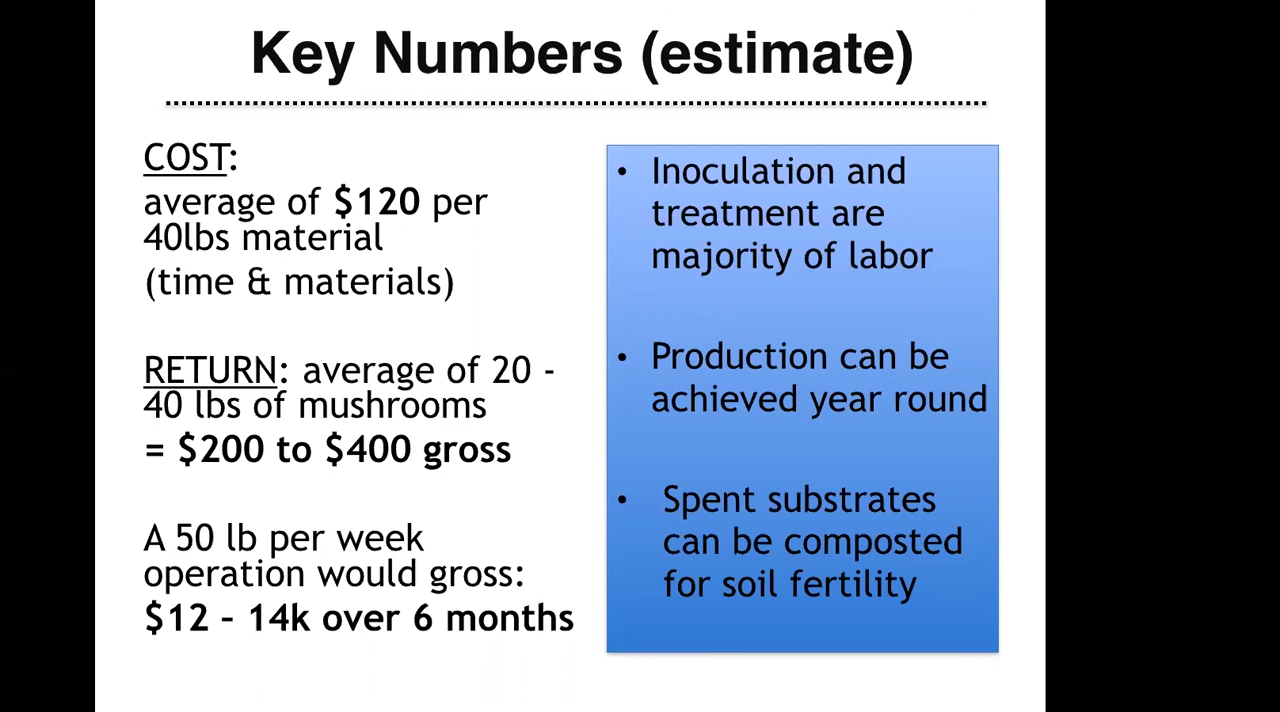 Key Numbers (estimate)
COST:
average of $120 per
40lbs material
(time & materials)
RETURN: average of 20 -
40 lbs of mushrooms
= $200 to $400 gross
A 50 lb per week
operation would gross:
$12 – 14k over 6 months
• Inoculation and
treatment are
majority of labor
• Production can be
achieved year round
• Spent substrates
can be composted
for soil fertility